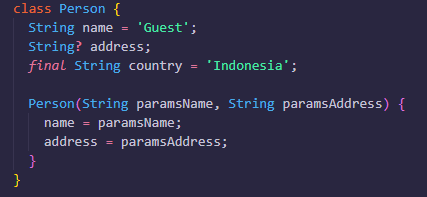 class Person {
  String name = 'Guest';
  String? address;
  final String country = 'Indonesia';

  Person(String paramsName, String paramsAddress) {
    name = paramsName;
    address = paramsAddress;
  }
}